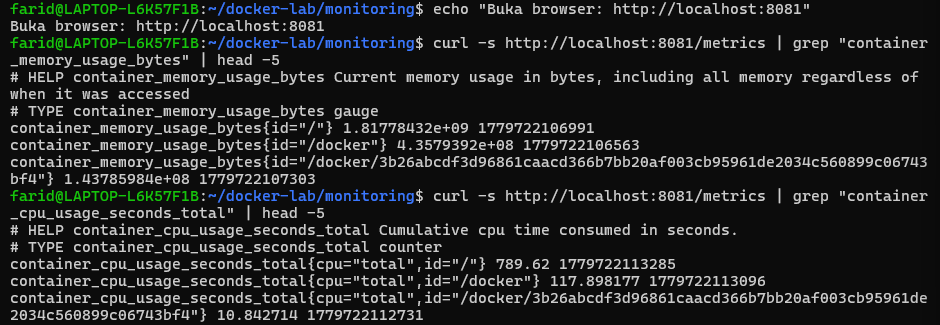 farid@LAPTOP-L6K57F1B:~/docker-lab/monitoring$ echo "Buka browser: http://localhost:8081"
Buka browser: http://localhost:8081
farid@LAPTOP-L6K57F1B:~/docker-lab/monitoring$ curl -s http://localhost:8081/metrics | grep "container
_memory_usage_bytes" | head -5
# HELP container_memory_usage_bytes Current memory usage in bytes, including all memory regardless of
when it was accessed
# TYPE container_memory_usage_bytes gauge
container_memory_usage_bytes{id="/"} 1.81778432e+09 1779722106991
container_memory_usage_bytes{id="/docker"} 4.3579392e+08 1779722106563
container_memory_usage_bytes{id="/docker/3b26abcdf3d96861caacd366b7bb20af003cb95961de2034c560899c06743
bf4"} 1.43785984e+08 1779722107303
farid@LAPTOP-L6K57F1B:~/docker-lab/monitoring$ curl -s http://localhost:8081/metrics | grep "container
_cpu_usage_seconds_total" | head -5
# HELP container_cpu_usage_seconds_total Cumulative cpu time consumed in seconds.
# TYPE container_cpu_usage_seconds_total counter
container_cpu_usage_seconds_total{cpu="total",id="/"} 789.62 1779722113285
container_cpu_usage_seconds_total{cpu="total",id="/docker"} 117.898177 1779722113096
container_cpu_usage_seconds_total{cpu="total",id="/docker/3b26abcdf3d96861caacd366b7bb20af003cb95961de
2034c560899c06743bf4"} 10.842714 1779722112731